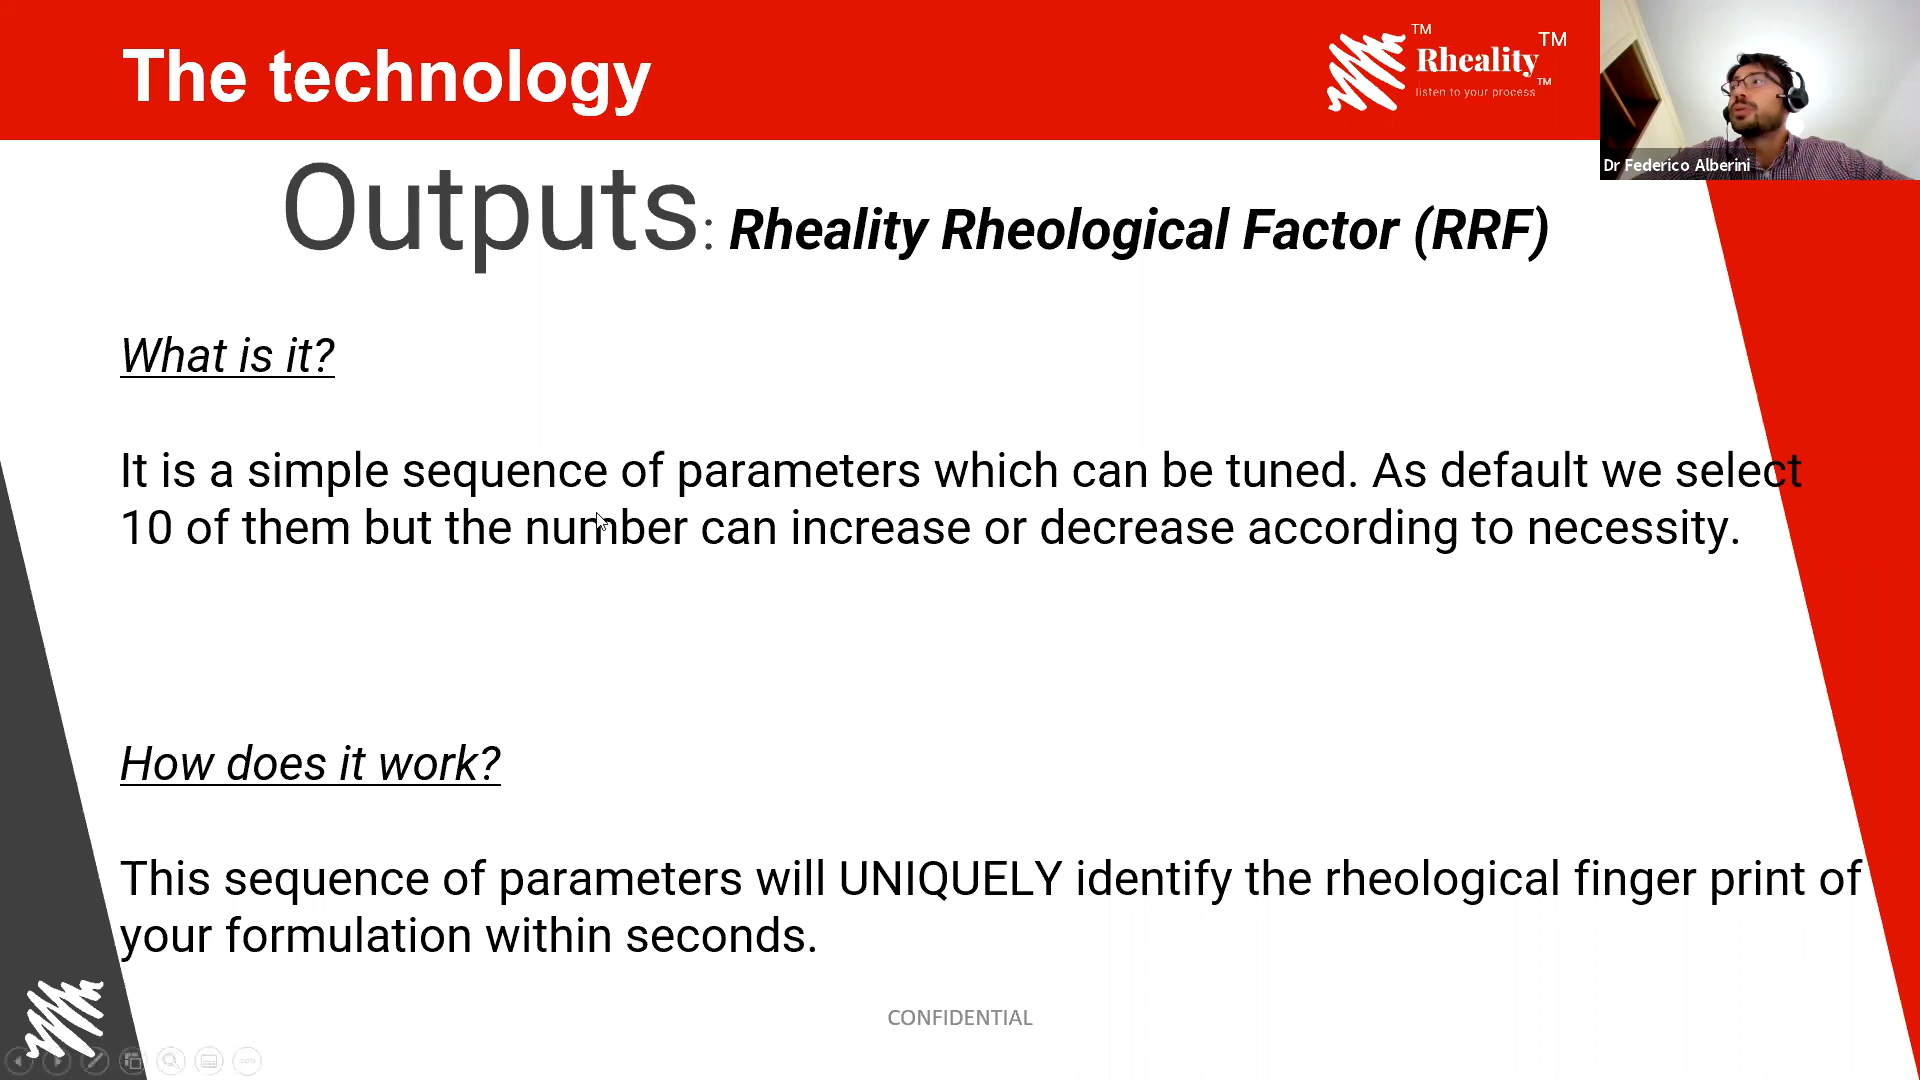 The technology
TM
Rheality
TM
listen to your process
TM
Dr Federico Alberini
Outputs: Rheality Rheological Factor (RRF)
What is it?
It is a simple sequence of parameters which can be tuned. As default we select
10 of them but the number can increase or decrease according to necessity.
How does it work?
This sequence of parameters will UNIQUELY identify the rheological finger print of
your formulation within seconds.
CONFIDENTIAL